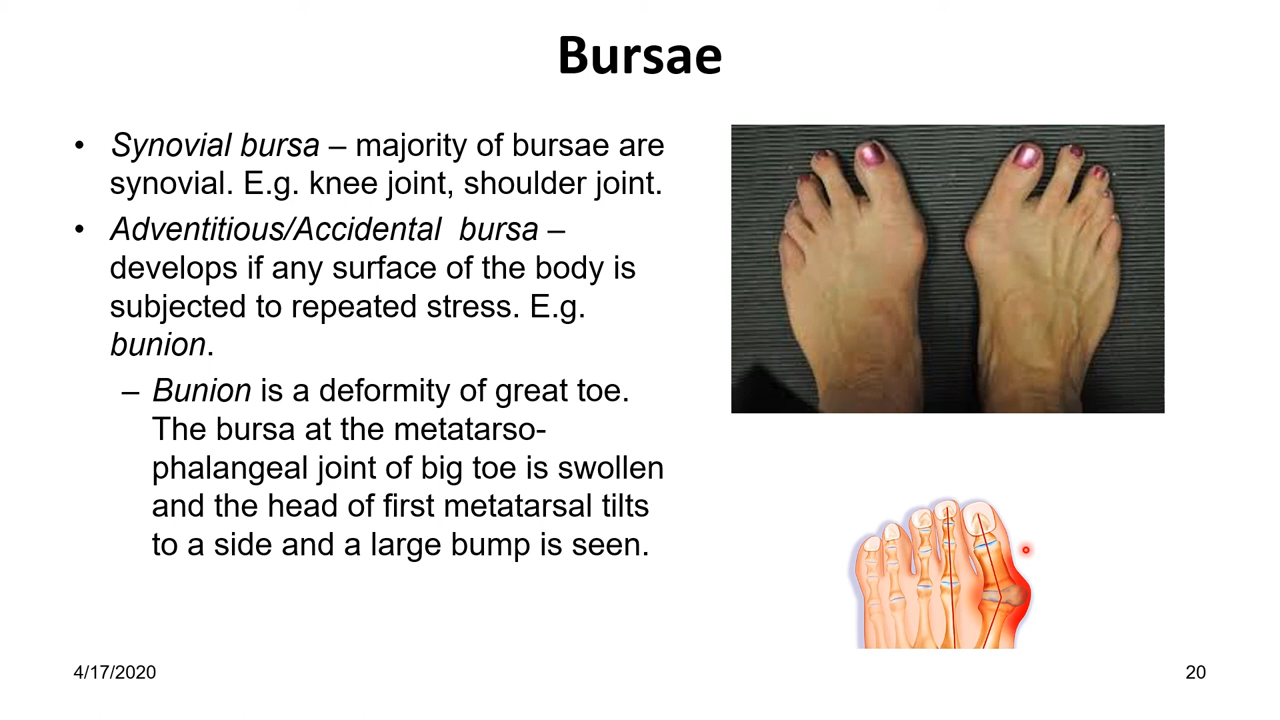 Bursae
• Synovial bursa – majority of bursae are
synovial. E.g. knee joint, shoulder joint.
• Adventitious/Accidental  bursa –
develops if any surface of the body is
subjected to repeated stress. E.g.
bunion.
– Bunion is a deformity of great toe.
The bursa at the metatarso-
phalangeal joint of big toe is swollen
and the head of first metatarsal tilts
to a side and a large bump is seen.
4/17/2020
20